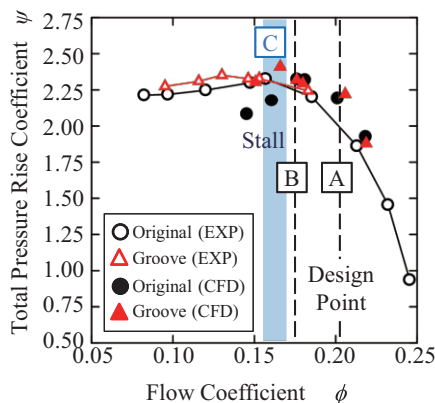 Total Pressure Rise Coefficient ψ
2.75
2.50
2.25
2.00
1.75
1.50
1.25
1.00
0.75
0.50
C
Stall
B
A
Original (EXP)
Groove (EXP)
Original (CFD)
Groove (CFD)
Design
Point
0.05 0.10 0.15 0.20 0.25
Flow Coefficient ϕ